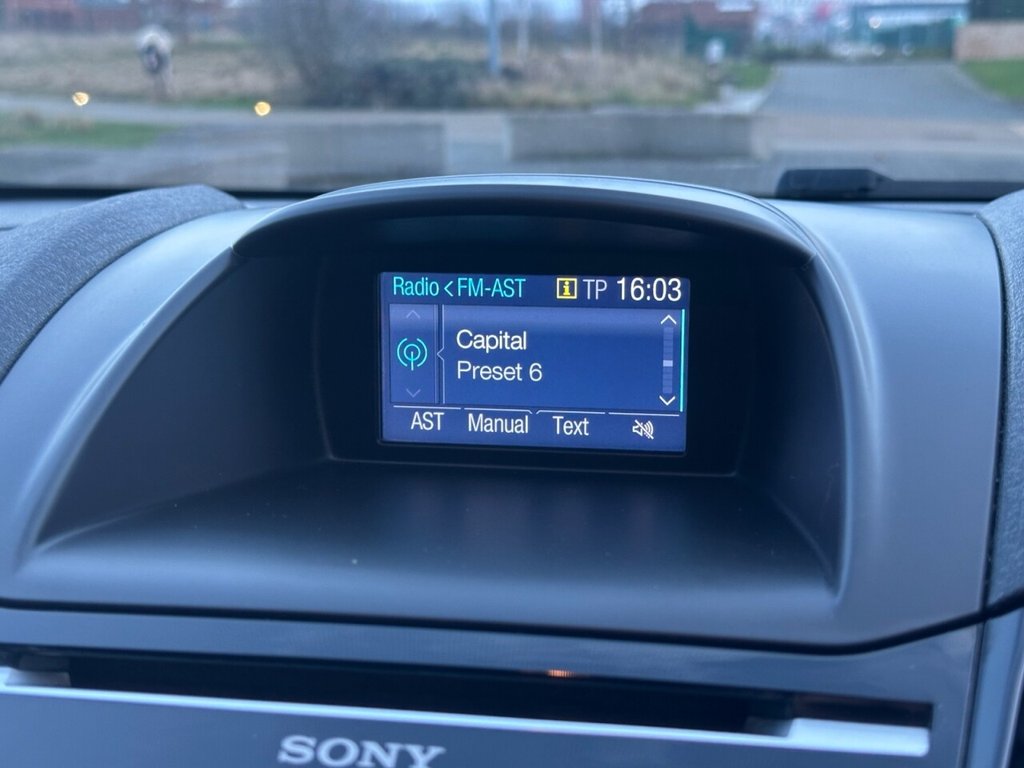 Radio < FM-AST i TP 16:03
Capital
Preset 6
AST Manual Text
SONY